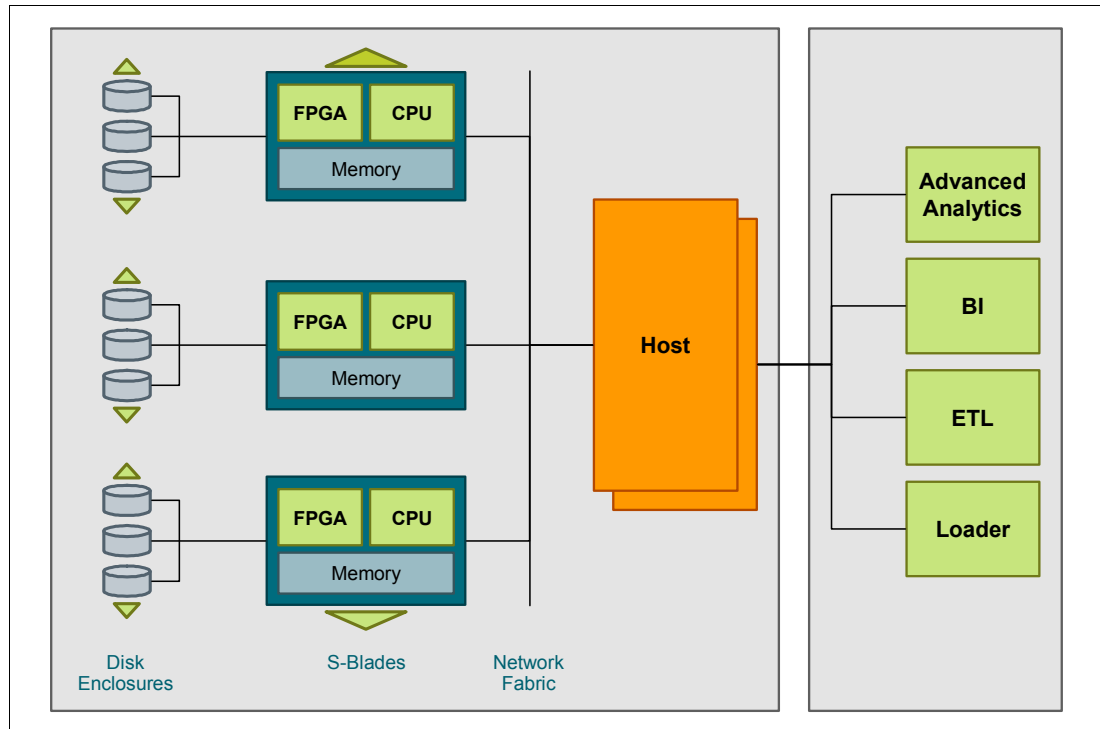 FPGA
CPU
Memory
FPGA
CPU
Memory
FPGA
CPU
Memory
Disk
Enclosures
S-Blades
Network
Fabric
Host
Advanced
Analytics
BI
ETL
Loader